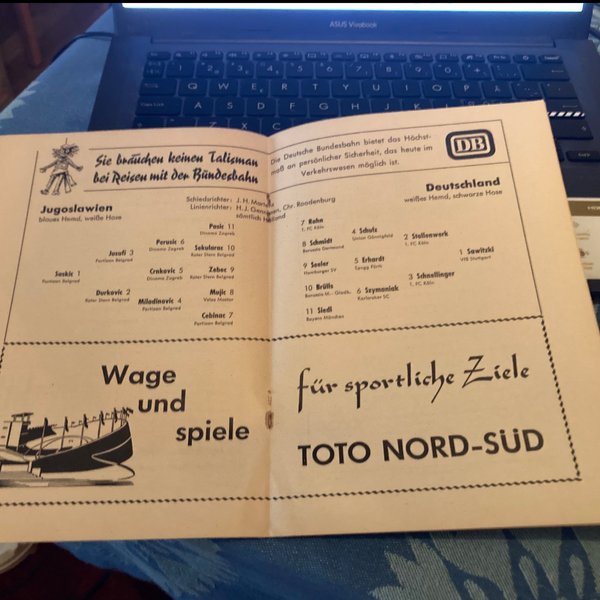 ASUS Vivobook
Sie brauchen keinen Talisman
bei Reisen mit der Bundesbahn
Die Deutsche Bundesbahn bietet das Höchst-
maß an persönlicher Sicherheit, das heute im
Verkehrswesen möglich ist.
DB
Jugoslawien
blaues Hemd, weiße Hose
Schiedsrichter: J. H.
Linienrichter: H. J. Chr. Roodenburg
sämtlich Holland
Pasic 11
Dinamo Zagreb
Perusic 6
Dinamo Zagreb
Sekularac 10
Roter Stern Belgrad
Jusufi 3
Partizan Belgrad
Soskic 1
Partizan Belgrad
Crnkovic 5
Dinamo Zagreb
Zebec 9
Roter Stern Belgrad
Durkovic 2
Roter Stern Belgrad
Milodinovic 4
Partizan Belgrad
Mujic 8
Velez Mostar
Cebinac 7
Partizan Belgrad
Deutschland
weißes Hemd, schwarze Hose
7 Rahn
1. FC Köln
4 Schulz
Union Günnigfeld
8 Schmidt
Borussia Dortmund
2 Stollenwerk
1. FC Köln
9 Seeler
Hamburger SV
5 Erhardt
SpVgg Fürth
1 Sawitzki
VfB Stuttgart
10 Brülls
Borussia M.-Gladb.
6 Szymaniak
Karlsruher SC
3 Schnellinger
1. FC Köln
11 Siedl
Bayern München
Wage
und
spiele
für sportliche Ziele
TOTO NORD-SÜD